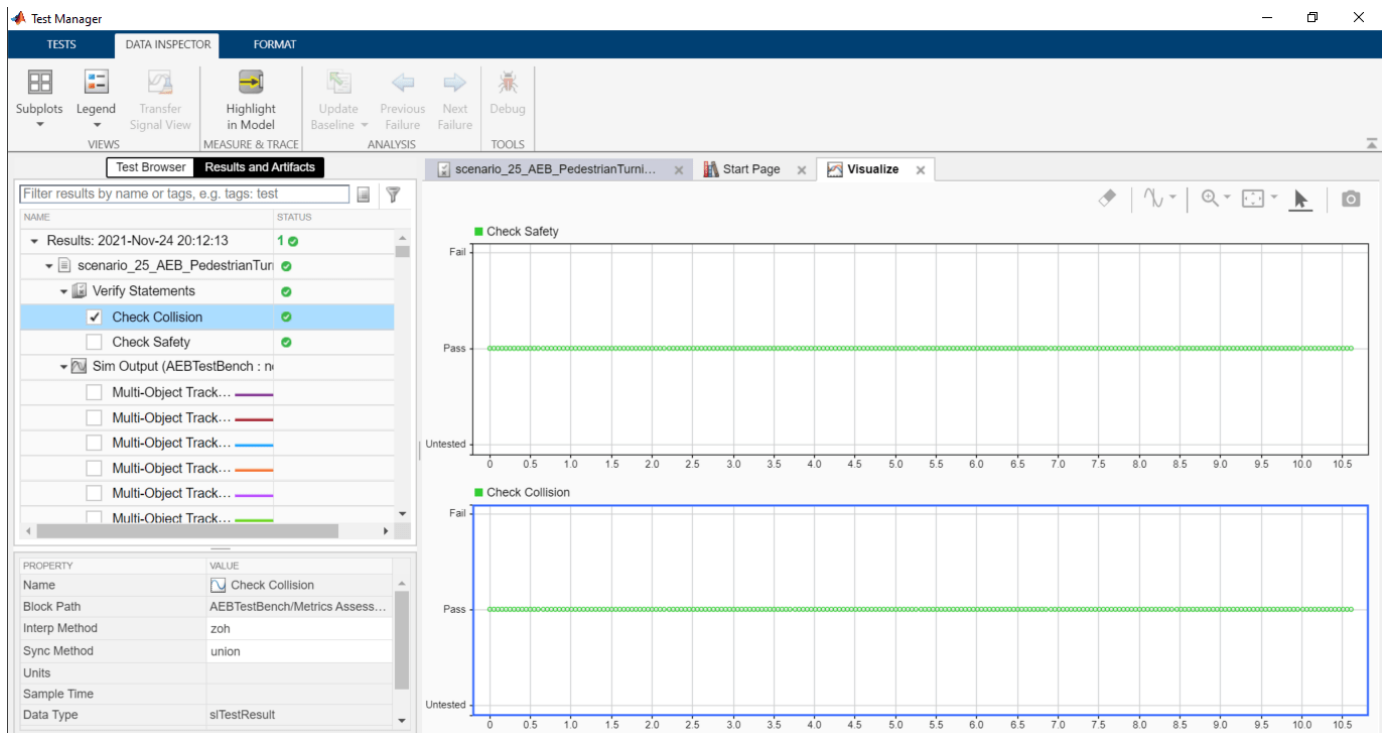 Test Manager
TESTS DATA INSPECTOR FORMAT
Subplots Legend Transfer Signal View Highlight in Model Update Baseline Previous Failure Next Failure Debug
VIEWS MEASURE & TRACE ANALYSIS TOOLS
Test Browser Results and Artifacts
Filter results by name or tags, e.g. tags: test
NAME STATUS
Results: 2021-Nov-24 20:12:13 1
scenario_25_AEB_PedestrianTurn
Verify Statements
Check Collision
Check Safety
Sim Output (AEBTestBench : no
Multi-Object Track...
Multi-Object Track...
Multi-Object Track...
Multi-Object Track...
Multi-Object Track...
Multi-Object Track...
PROPERTY VALUE
Name Check Collision
Block Path AEBTestBench/Metrics Assess...
Interp Method zoh
Sync Method union
Units
Sample Time
Data Type slTestResult
scenario_25_AEB_PedestrianTurni... Start Page Visualize
Check Safety
Fail
Pass
Untested
0 0.5 1.0 1.5 2.0 2.5 3.0 3.5 4.0 4.5 5.0 5.5 6.0 6.5 7.0 7.5 8.0 8.5 9.0 9.5 10.0 10.5
Check Collision
Fail
Pass
Untested
0 0.5 1.0 1.5 2.0 2.5 3.0 3.5 4.0 4.5 5.0 5.5 6.0 6.5 7.0 7.5 8.0 8.5 9.0 9.5 10.0 10.5